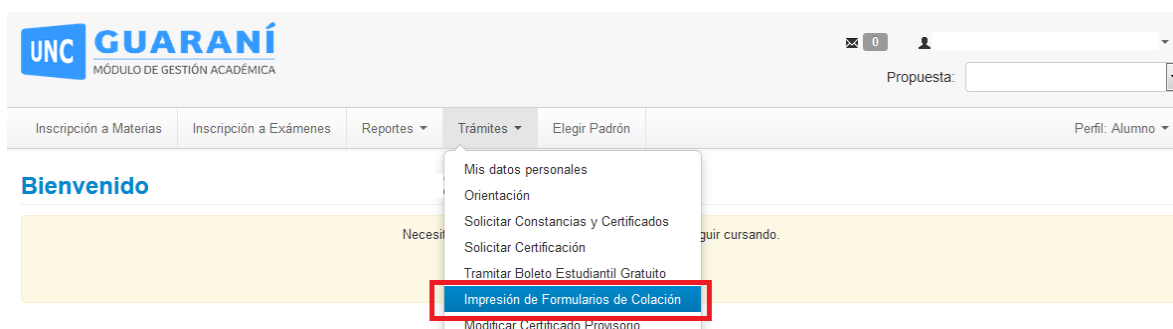 UNC GUARANÍ
MÓDULO DE GESTIÓN ACADÉMICA
0
Propuesta:
Inscripción a Materias Inscripción a Exámenes Reportes Trámites Elegir Padrón Perfil: Alumno
Bienvenido
Mis datos personales
Orientación
Solicitar Constancias y Certificados
guir cursando.
Solicitar Certificación
Tramitar Boleto Estudiantil Gratuito
Impresión de Formularios de Colación
Modificar Certificado Provisorio